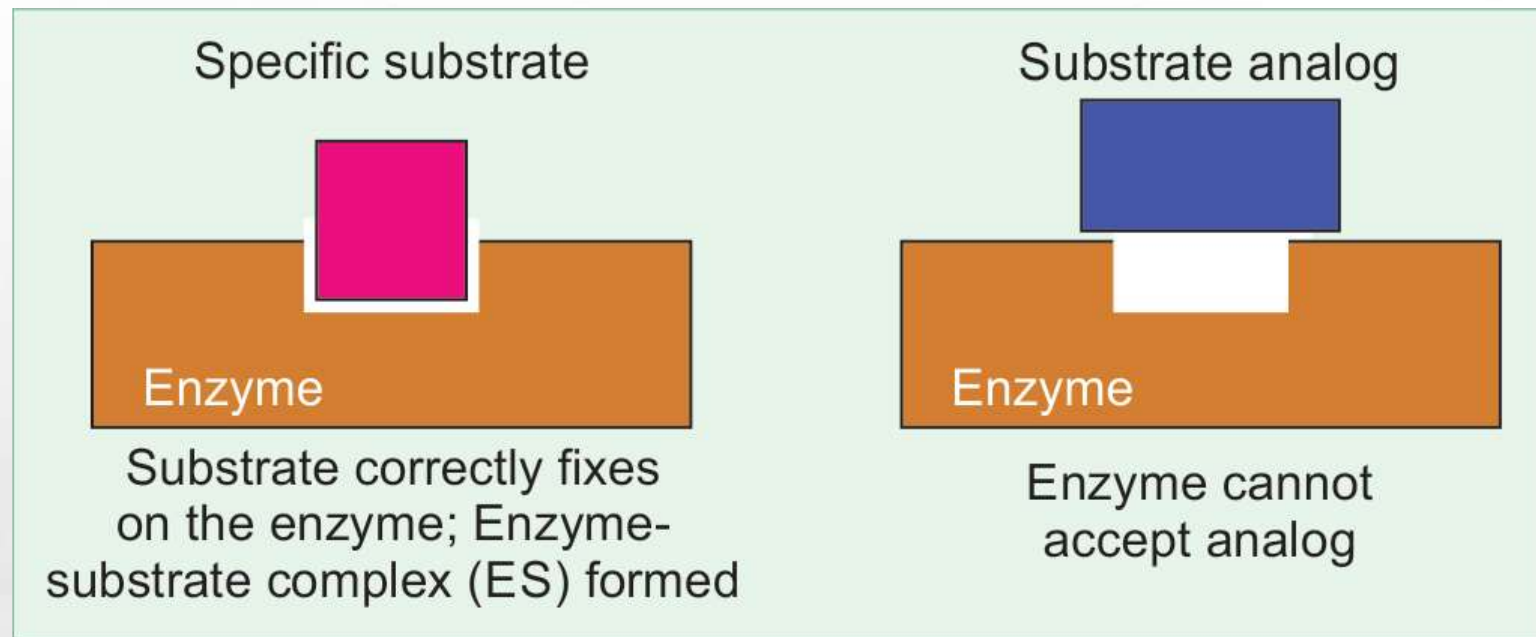 Specific substrate
Enzyme
Substrate correctly fixes
on the enzyme; Enzyme-
substrate complex (ES) formed
Substrate analog
Enzyme
Enzyme cannot
accept analog